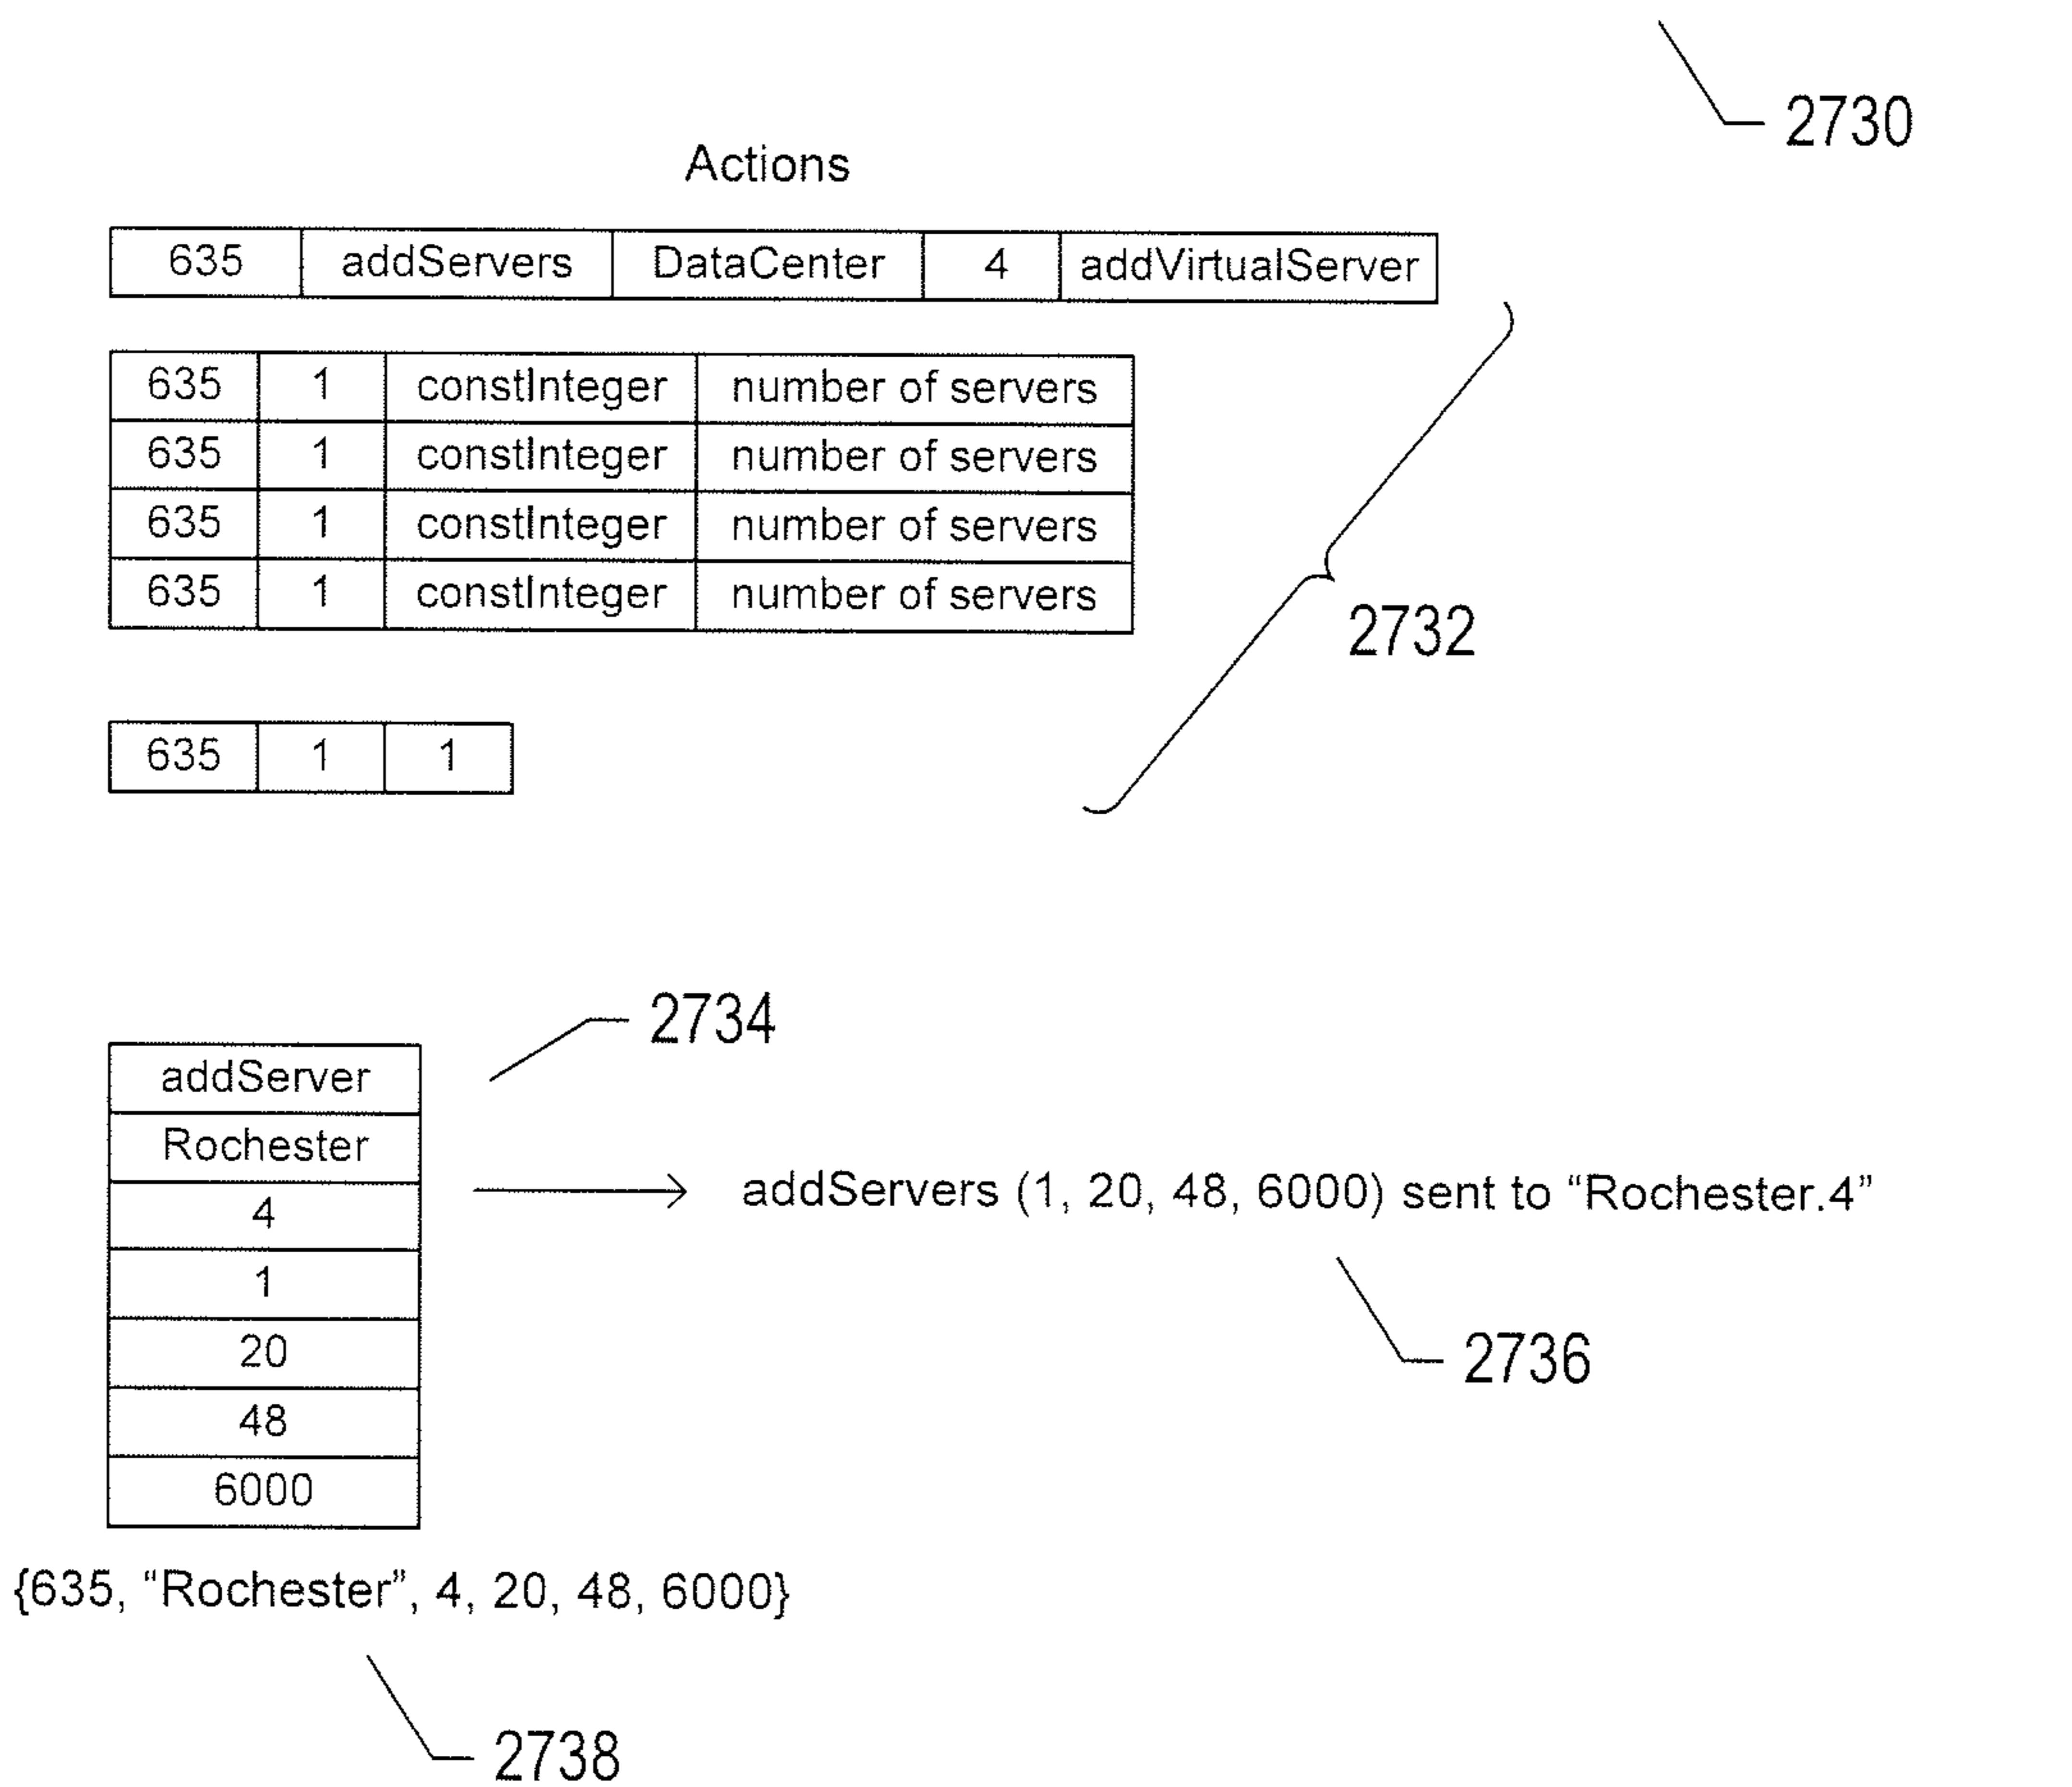 2730
Actions
635 addServers DataCenter 4 addVirtualServer
635 1 constInteger number of servers
635 1 constInteger number of servers
635 1 constInteger number of servers
635 1 constInteger number of servers
2732
635 1 1
2734
addServer
Rochester
4
addServers (1, 20, 48, 6000) sent to “Rochester.4”
1
20
2736
48
6000
{635, “Rochester”, 4, 20, 48, 6000}
2738